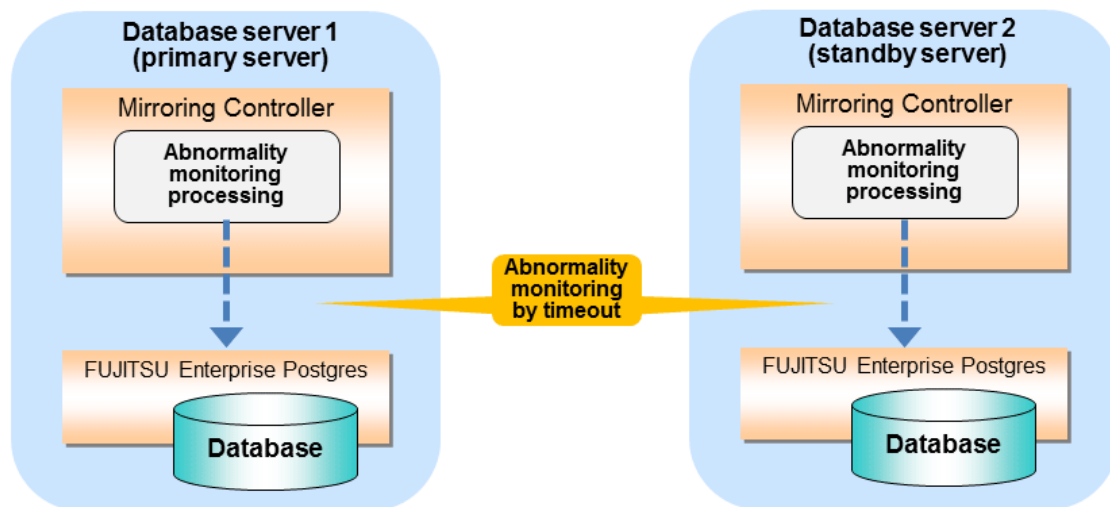 Database server 1
(primary server)
Mirroring Controller
Abnormality
monitoring
processing
FUJITSU Enterprise Postgres
Database
Abnormality
monitoring
by timeout
Database server 2
(standby server)
Mirroring Controller
Abnormality
monitoring
processing
FUJITSU Enterprise Postgres
Database